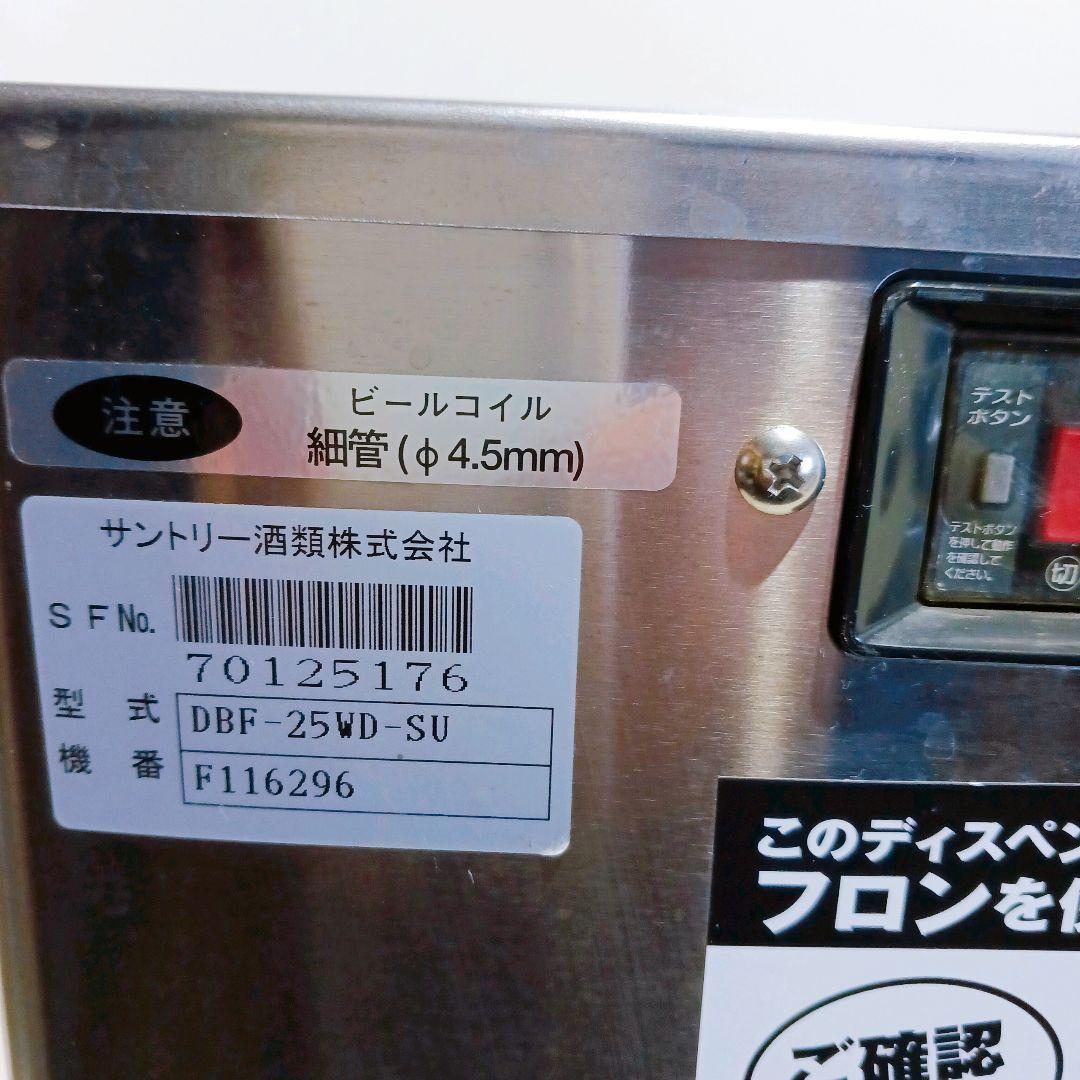 注意
ビールコイル
細管(φ4.5mm)
サントリー酒類株式会社
SF No.
70125176
型式 DBF-25WD-SU
機番 F116296
テスト
ボタン
テストボタン
を押して動作
を確認して
ください。
切
このディスペン
フロンを
ご確認